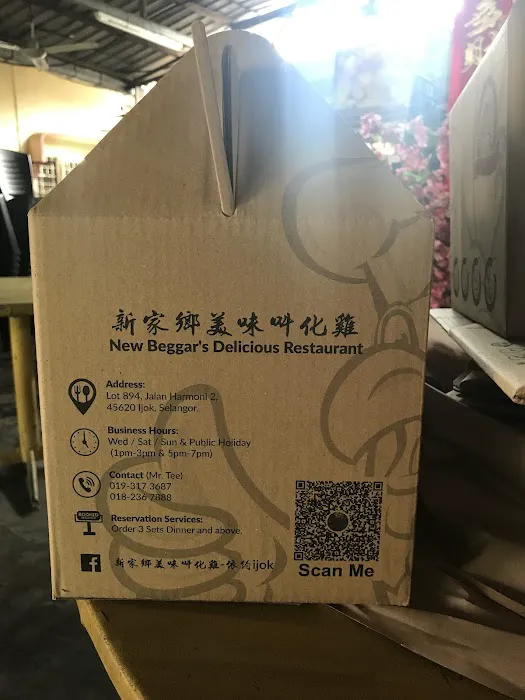 新家鄉美味叫化雞
New Beggar's Delicious Restaurant
Address:
Lot 894, Jalan Harmoni 2,
45620 Ijok, Selangor.
Business Hours:
Wed / Sat / Sun & Public Holiday
(1pm-3pm & 5pm-7pm)
Contact (Mr. Tee)
019-317 3687
018-236 7888
RESERVED
Reservation Services:
Order 3 Sets Dinner and above.
新家鄉美味叫化雞-依約ijok
Scan Me